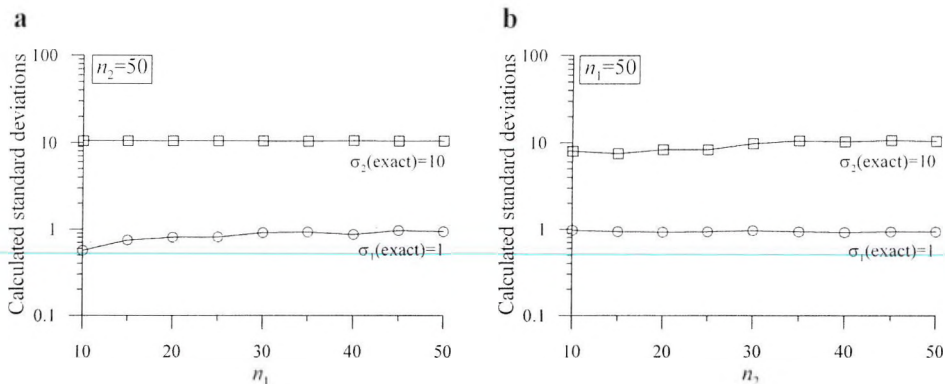 a
Calculated standard deviations
100
10
1
0.1
n₂=50
σ₂(exact)=10
σ₁(exact)=1
10 20 30 40 50
n₁
b
Calculated standard deviations
100
10
1
0.1
n₁=50
σ₂(exact)=10
σ₁(exact)=1
10 20 30 40 50
n₂